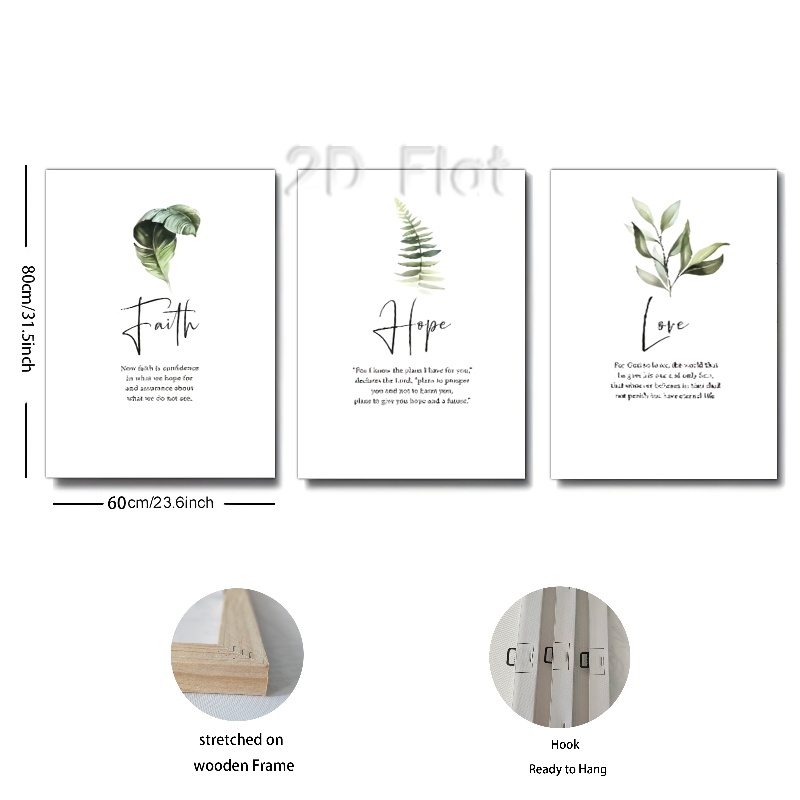 2D Flat
80cm/31.5inch
Faith
Now faith is confidence
in what we hope for
and assurance about
what we do not see.
Hope
"For I know the plans I have for you,"
declares the Lord, "plans to prosper
you and not to harm you,
plans to give you hope and a future."
Love
For God so loved the world that
he gave his one and only Son,
that whoever believes in him shall
not perish but have eternal life
60cm/23.6inch
stretched on
wooden Frame
Hook
Ready to Hang